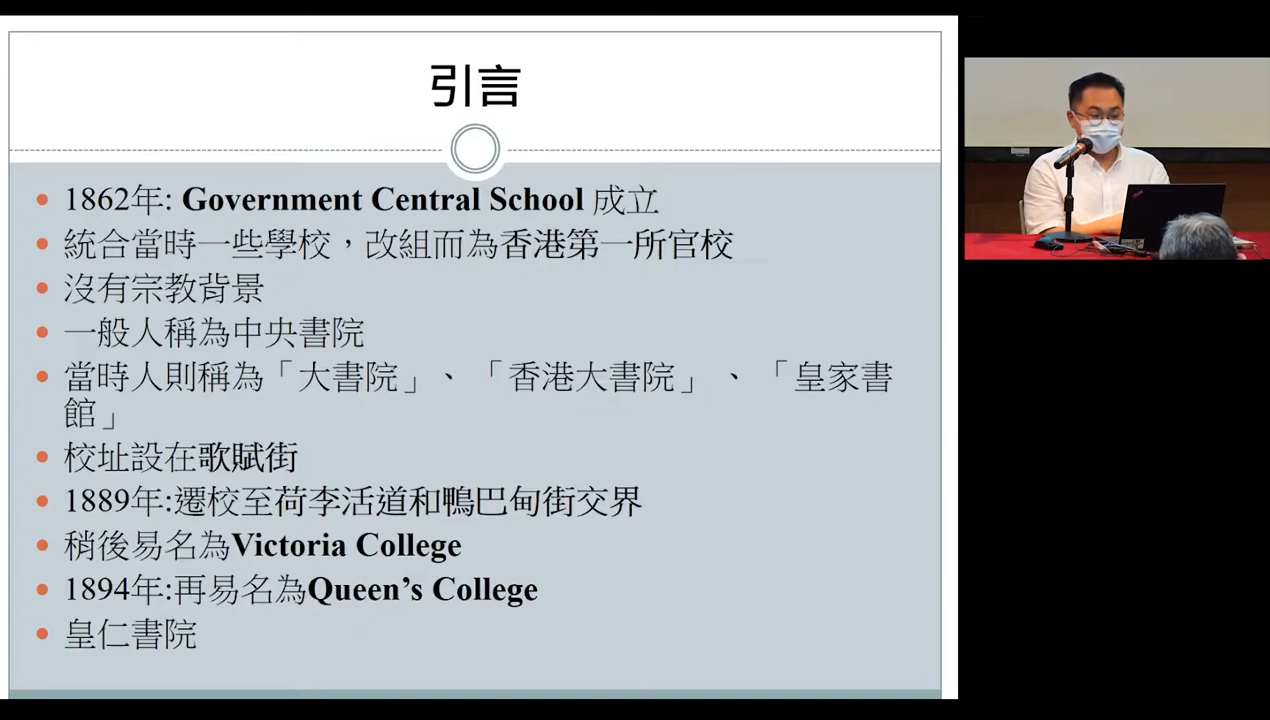 引言
1862年: Government Central School 成立
統合當時一些學校，改組而為香港第一所官校
沒有宗教背景
一般人稱為中央書院
當時人則稱為「大書院」、「香港大書院」、「皇家書
館」
校址設在歌賦街
1889年:遷校至荷李活道和鴨巴甸街交界
稍後易名為Victoria College
1894年:再易名為Queen’s College
皇仁書院